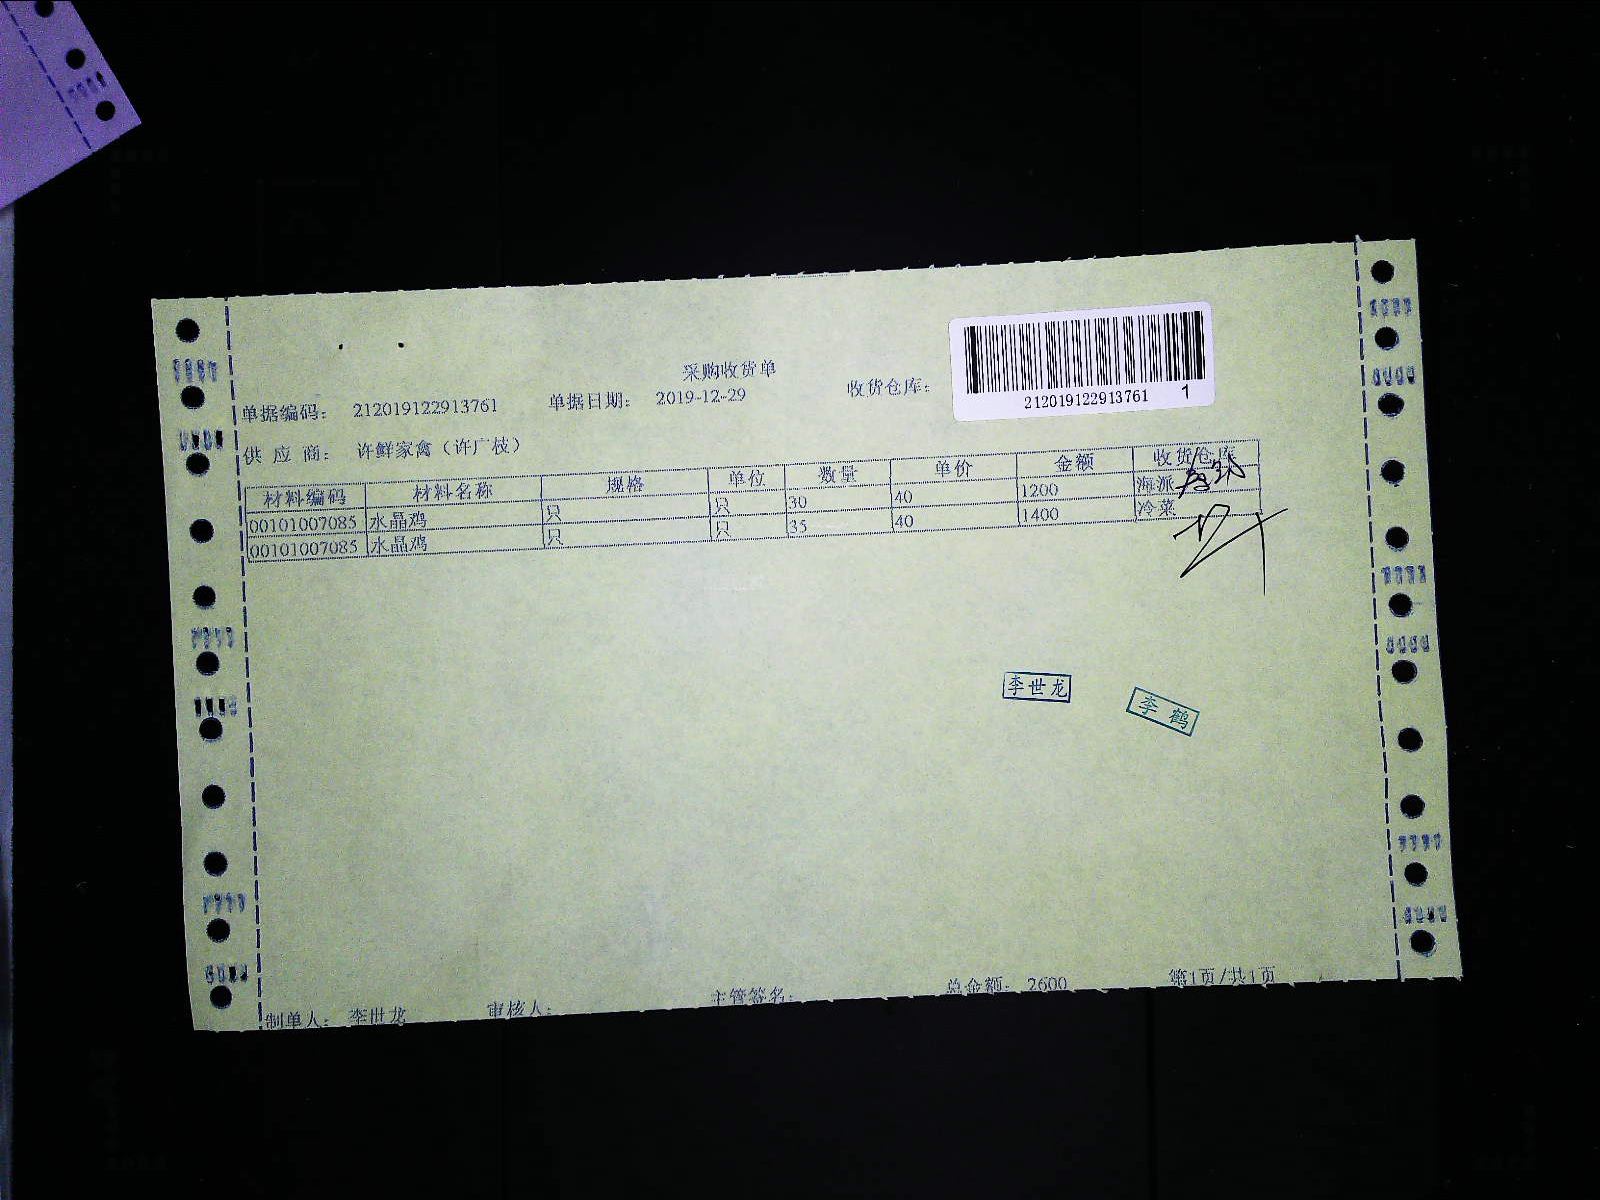 采购收货单
单据编码： 212019122913761 单据日期： 2019-12-29 收货仓库：
212019122913761 1
供 应 商： 许鲜家禽（许广枝）
材料编码 材料名称 规格 单位 数量 单价 金额 收货仓库
00101007085 水晶鸡 只 只 30 40 1200 海派
00101007085 水晶鸡 只 只 35 40 1400 冷菜
李世龙
李鹤
制单人： 李世龙 审核人： 主管签名： 总金额： 2600 第1页/共1页